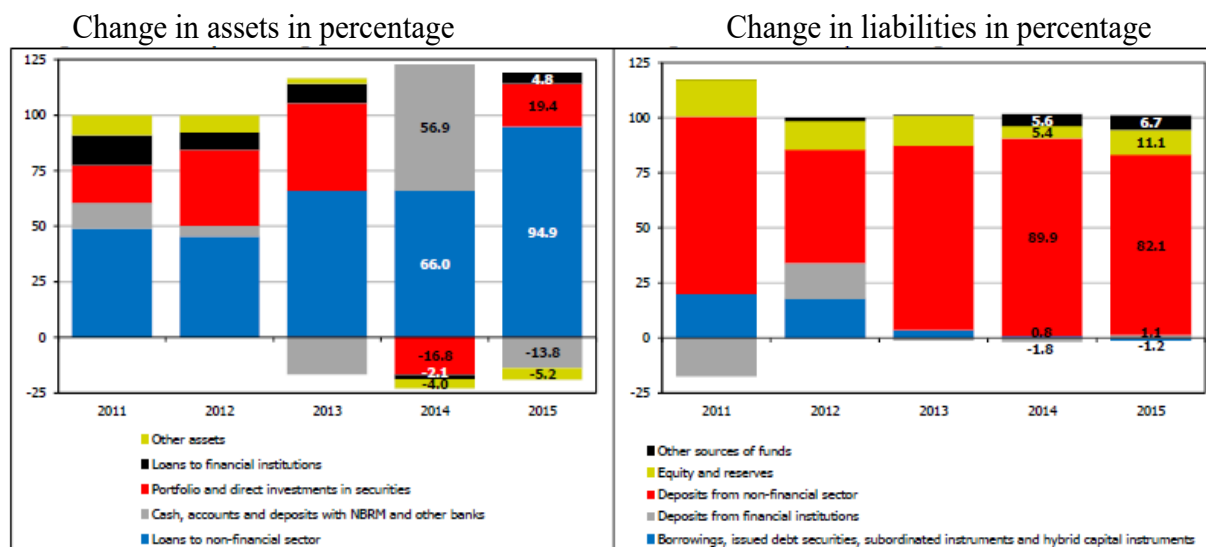 Change in assets in percentage
125
100
75
50
25
0
-25
56.9
66.0
-16.8
-2.1
-4.0
4.8
19.4
94.9
-13.8
-5.2
2011 2012 2013 2014 2015
Other assets
Loans to financial institutions
Portfolio and direct investments in securities
Cash, accounts and deposits with NBRM and other banks
Loans to non-financial sector
Change in liabilities in percentage
125
100
75
50
25
0
-25
5.6
5.4
89.9
0.8
-1.8
6.7
11.1
82.1
1.1
-1.2
2011 2012 2013 2014 2015
Other sources of funds
Equity and reserves
Deposits from non-financial sector
Deposits from financial institutions
Borrowings, issued debt securities, subordinated instruments and hybrid capital instruments